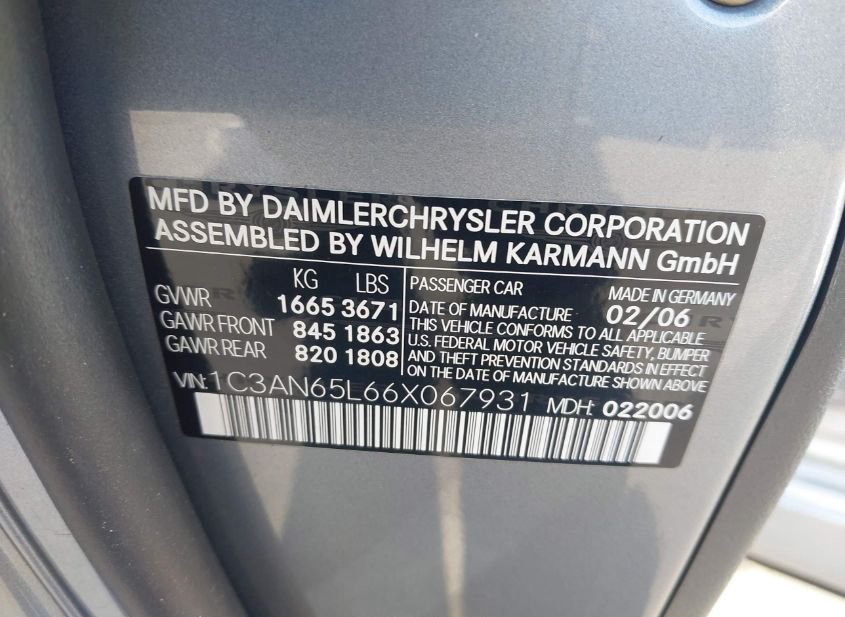 MFD BY DAIMLERCHRYSLER CORPORATION
ASSEMBLED BY WILHELM KARMANN GmbH
KG LBS
GVWR 1665 3671
GAWR FRONT 845 1863
GAWR REAR 820 1808
PASSENGER CAR MADE IN GERMANY
DATE OF MANUFACTURE 02/06
THIS VEHICLE CONFORMS TO ALL APPLICABLE
U.S. FEDERAL MOTOR VEHICLE SAFETY, BUMPER
AND THEFT PREVENTION STANDARDS IN EFFECT
ON THE DATE OF MANUFACTURE SHOWN ABOVE.
VIN: 1C3AN65L66X067931 MDH: 022006